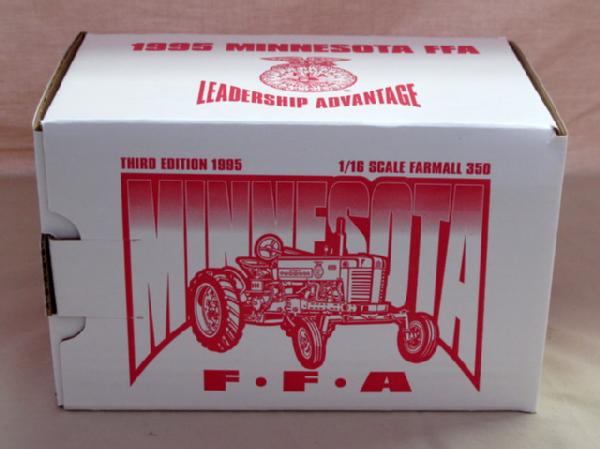 1995 MINNESOTA FFA
LEADERSHIP ADVANTAGE
THIRD EDITION 1995 1/16 SCALE FARMALL 350
MINNESOTA
F·F·A